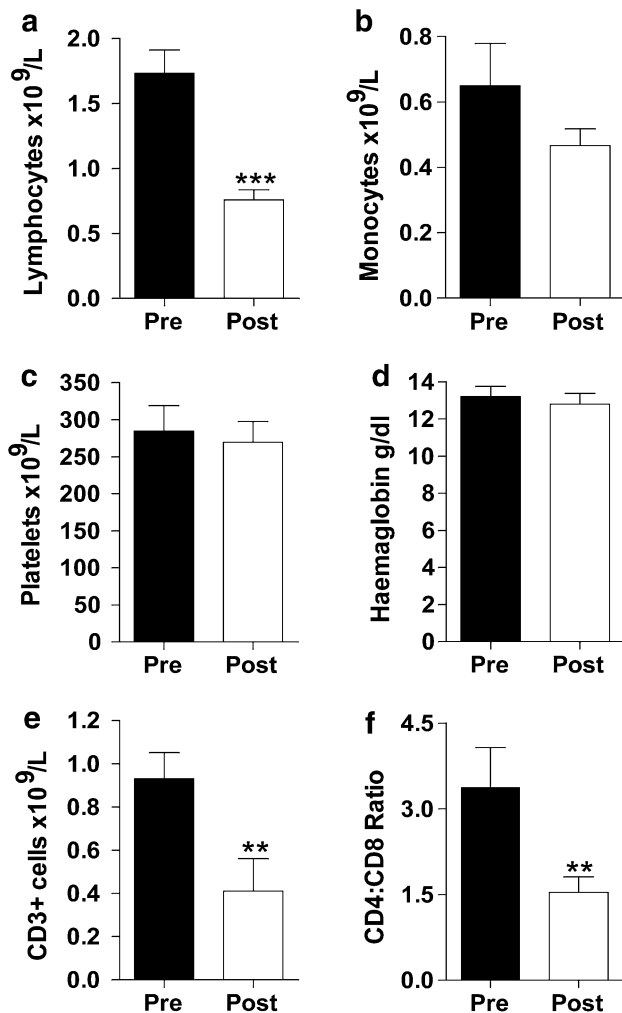 a
Lymphocytes x10⁹/L
2.0
1.5
1.0
0.5
0.0
***
Pre Post
b
Monocytes x10⁹/L
0.8
0.6
0.4
0.2
0.0
Pre Post
c
Platelets x10⁹/L
350
300
250
200
150
100
50
0
Pre Post
d
Haemaglobin g/dl
14
12
10
8
6
4
2
0
Pre Post
e
CD3+ cells x10⁹/L
1.2
1.0
0.8
0.6
0.4
0.2
0.0
**
Pre Post
f
CD4:CD8 Ratio
4.5
3.0
1.5
0.0
**
Pre Post